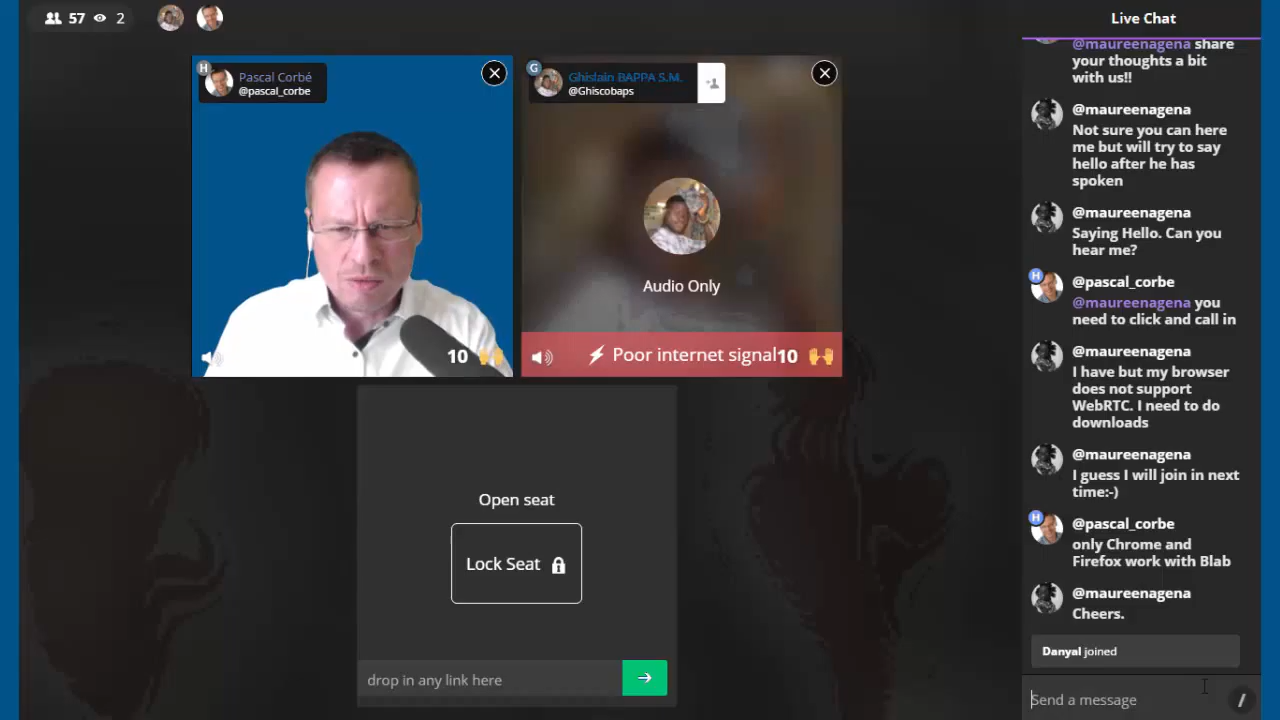 57 2
Live Chat
H
Pascal Corbé
@pascal_corbe
G
Ghislain BAPPA S.M.
@Ghiscobaps
Audio Only
10
Poor internet signal 10
Open seat
Lock Seat
drop in any link here
@maureenagena share
your thoughts a bit
with us!!
@maureenagena
Not sure you can here
me but will try to say
hello after he has
spoken
@maureenagena
Saying Hello. Can you
hear me?
H
@pascal_corbe
@maureenagena you
need to click and call in
@maureenagena
I have but my browser
does not support
WebRTC. I need to do
downloads
@maureenagena
I guess I will join in next
time:-)
H
@pascal_corbe
only Chrome and
Firefox work with Blab
@maureenagena
Cheers.
Danyal joined
Send a message
/